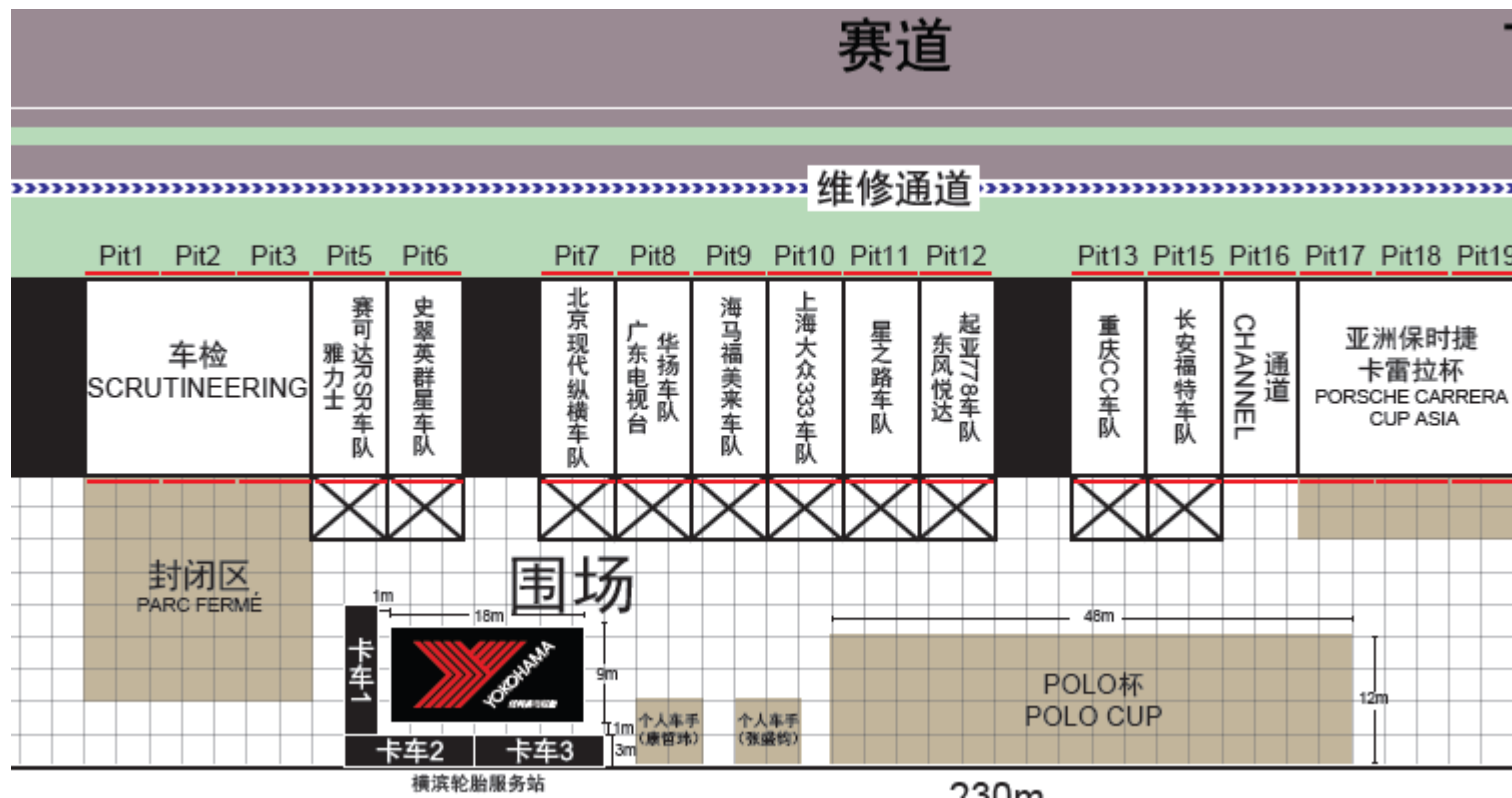 赛道
维修通道
Pit1 Pit2 Pit3 Pit5 Pit6 Pit7 Pit8 Pit9 Pit10 Pit11 Pit12 Pit13 Pit15 Pit16 Pit17 Pit18 Pit19
车检
SCRUTINEERING
赛可达RSR车队
雅力士
史翠英群星车队
北京现代纵横车队
华扬车队
广东电视台
海马福美来车队
上海大众333车队
星之路车队
起亚778车队
东风悦达
重庆CC车队
长安福特车队
通道
CHANNEL
亚洲保时捷
卡雷拉杯
PORSCHE CARRERA
CUP ASIA
封闭区
PARC FERMÉ
围场
1m
18m
卡车1
YOKOHAMA
9m
1m
3m
卡车2
卡车3
横滨轮胎服务站
个人车手
(康哲玮)
个人车手
(张盛钧)
48m
POLO杯
POLO CUP
12m
230m